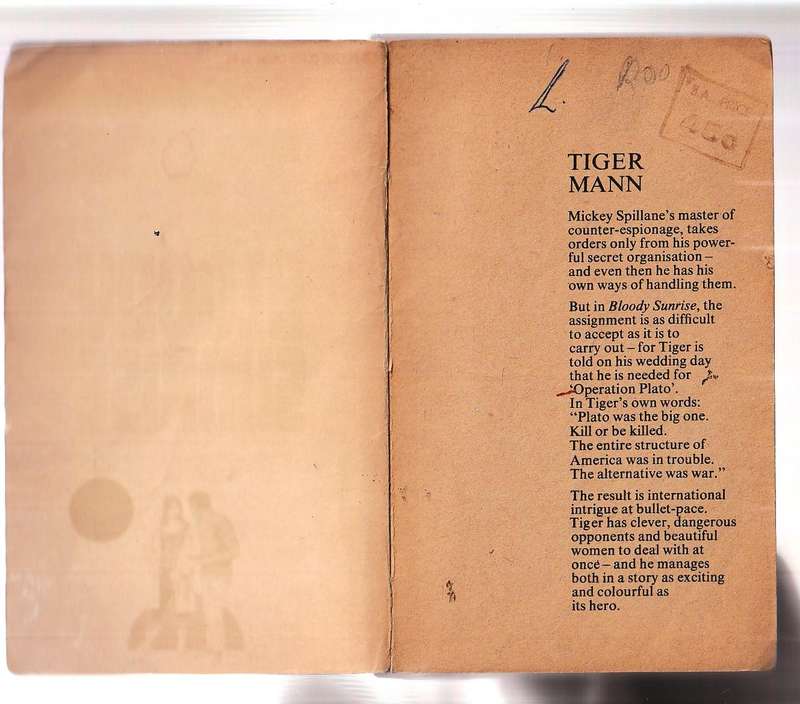 L.
TIGER
MANN
Mickey Spillane's master of
counter-espionage, takes
orders only from his power-
ful secret organisation –
and even then he has his
own ways of handling them.
But in Bloody Sunrise, the
assignment is as difficult
to accept as it is to
carry out – for Tiger is
told on his wedding day
that he is needed for
'Operation Plato'.
In Tiger's own words:
"Plato was the big one.
Kill or be killed.
The entire structure of
America was in trouble.
The alternative was war."
The result is international
intrigue at bullet-pace.
Tiger has clever, dangerous
opponents and beautiful
women to deal with at
once – and he manages
both in a story as exciting
and colourful as
its hero.